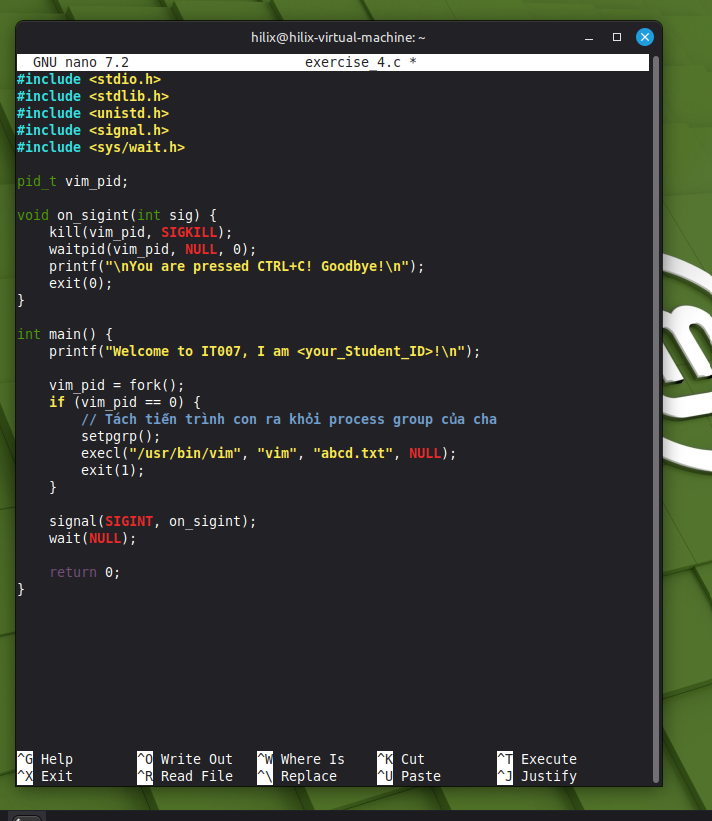 hilix@hilix-virtual-machine: ~
GNU nano 7.2 exercise_4.c *
#include <stdio.h>
#include <stdlib.h>
#include <unistd.h>
#include <signal.h>
#include <sys/wait.h>
pid_t vim_pid;
void on_sigint(int sig) {
    kill(vim_pid, SIGKILL);
    waitpid(vim_pid, NULL, 0);
    printf("\nYou are pressed CTRL+C! Goodbye!\n");
    exit(0);
}
int main() {
    printf("Welcome to IT007, I am <your_Student_ID>!\n");
    vim_pid = fork();
    if (vim_pid == 0) {
        // Tách tiến trình con ra khỏi process group của cha
        setpgrp();
        execl("/usr/bin/vim", "vim", "abcd.txt", NULL);
        exit(1);
    }
    signal(SIGINT, on_sigint);
    wait(NULL);
    return 0;
}
^G Help ^O Write Out ^W Where Is ^K Cut ^T Execute
^X Exit ^R Read File ^\ Replace ^U Paste ^J Justify